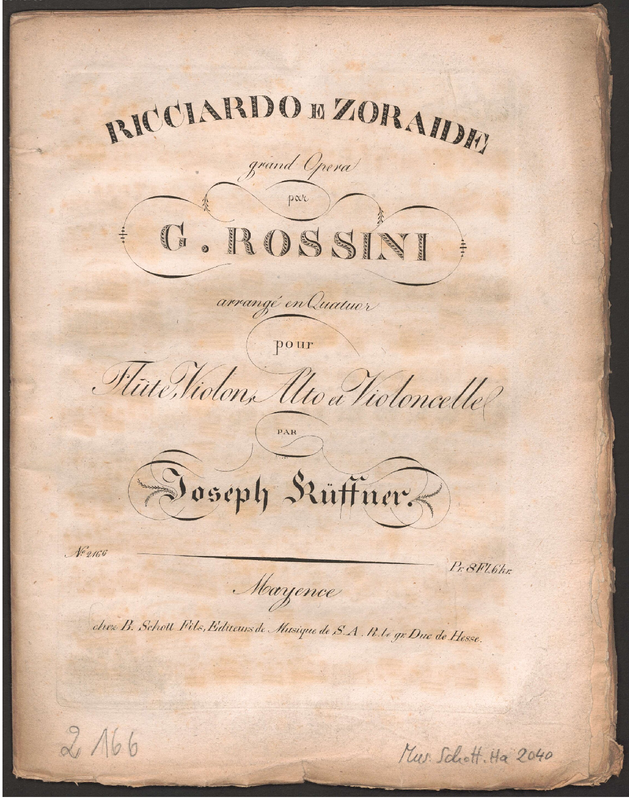 RICCIARDO E ZORAIDE
grand Opera
par
G. ROSSINI
arrangé en Quatuor
pour
Flûte, Violon, Alto et Violoncelle
PAR
Joseph Küffner.
No 2166
Pr. 8 Fl. 6 kr.
Mayence
chez B. Schott Fils, Editeurs de Musique de S. A. R. le gr. Duc de Hesse.
2166
Mus. Schott. Ha 2040